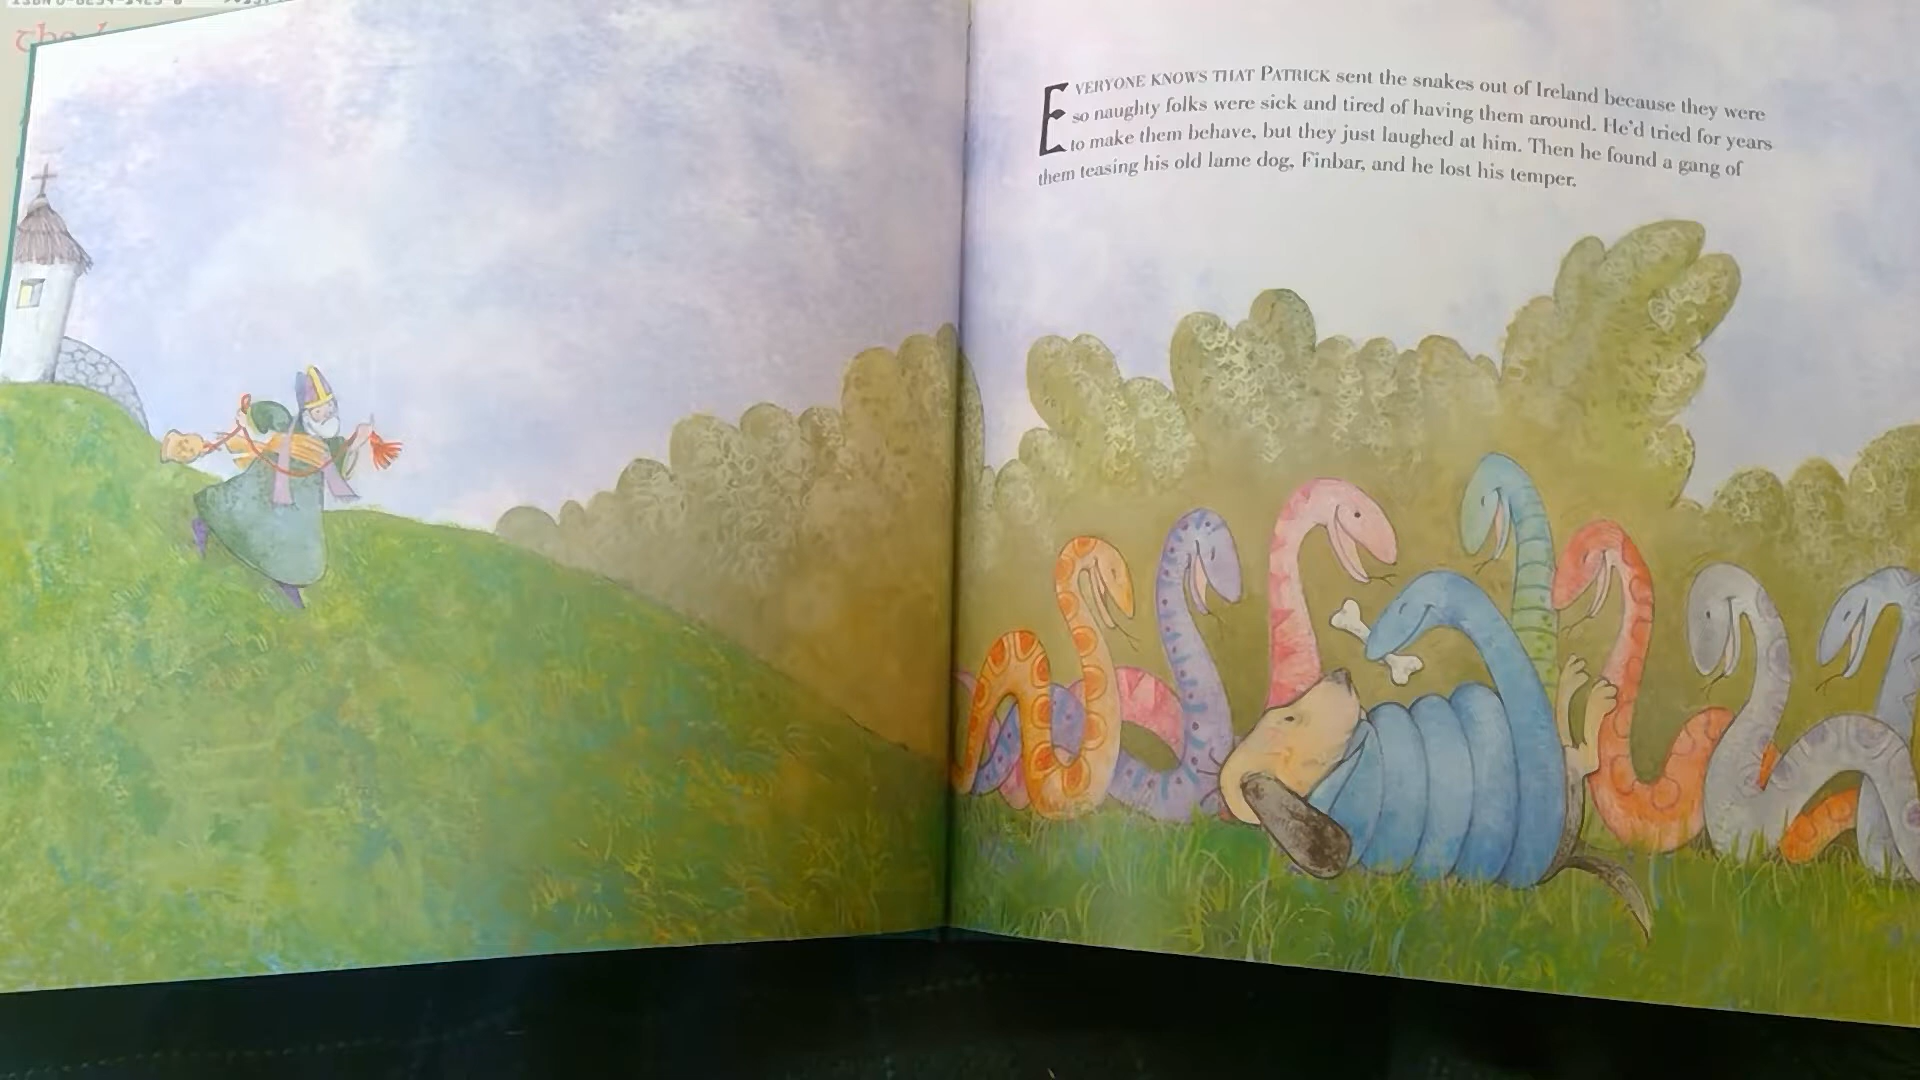 The
EVERYONE KNOWS THAT PATRICK sent the snakes out of Ireland because they were
so naughty folks were sick and tired of having them around. He'd tried for years
to make them behave, but they just laughed at him. Then he found a gang of
them teasing his old lame dog, Finbar, and he lost his temper.